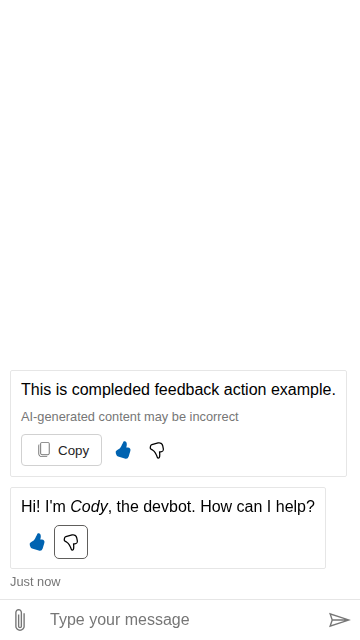 This is compleded feedback action example.
AI-generated content may be incorrect
Copy
Hi! I'm Cody, the devbot. How can I help?
Just now
Type your message